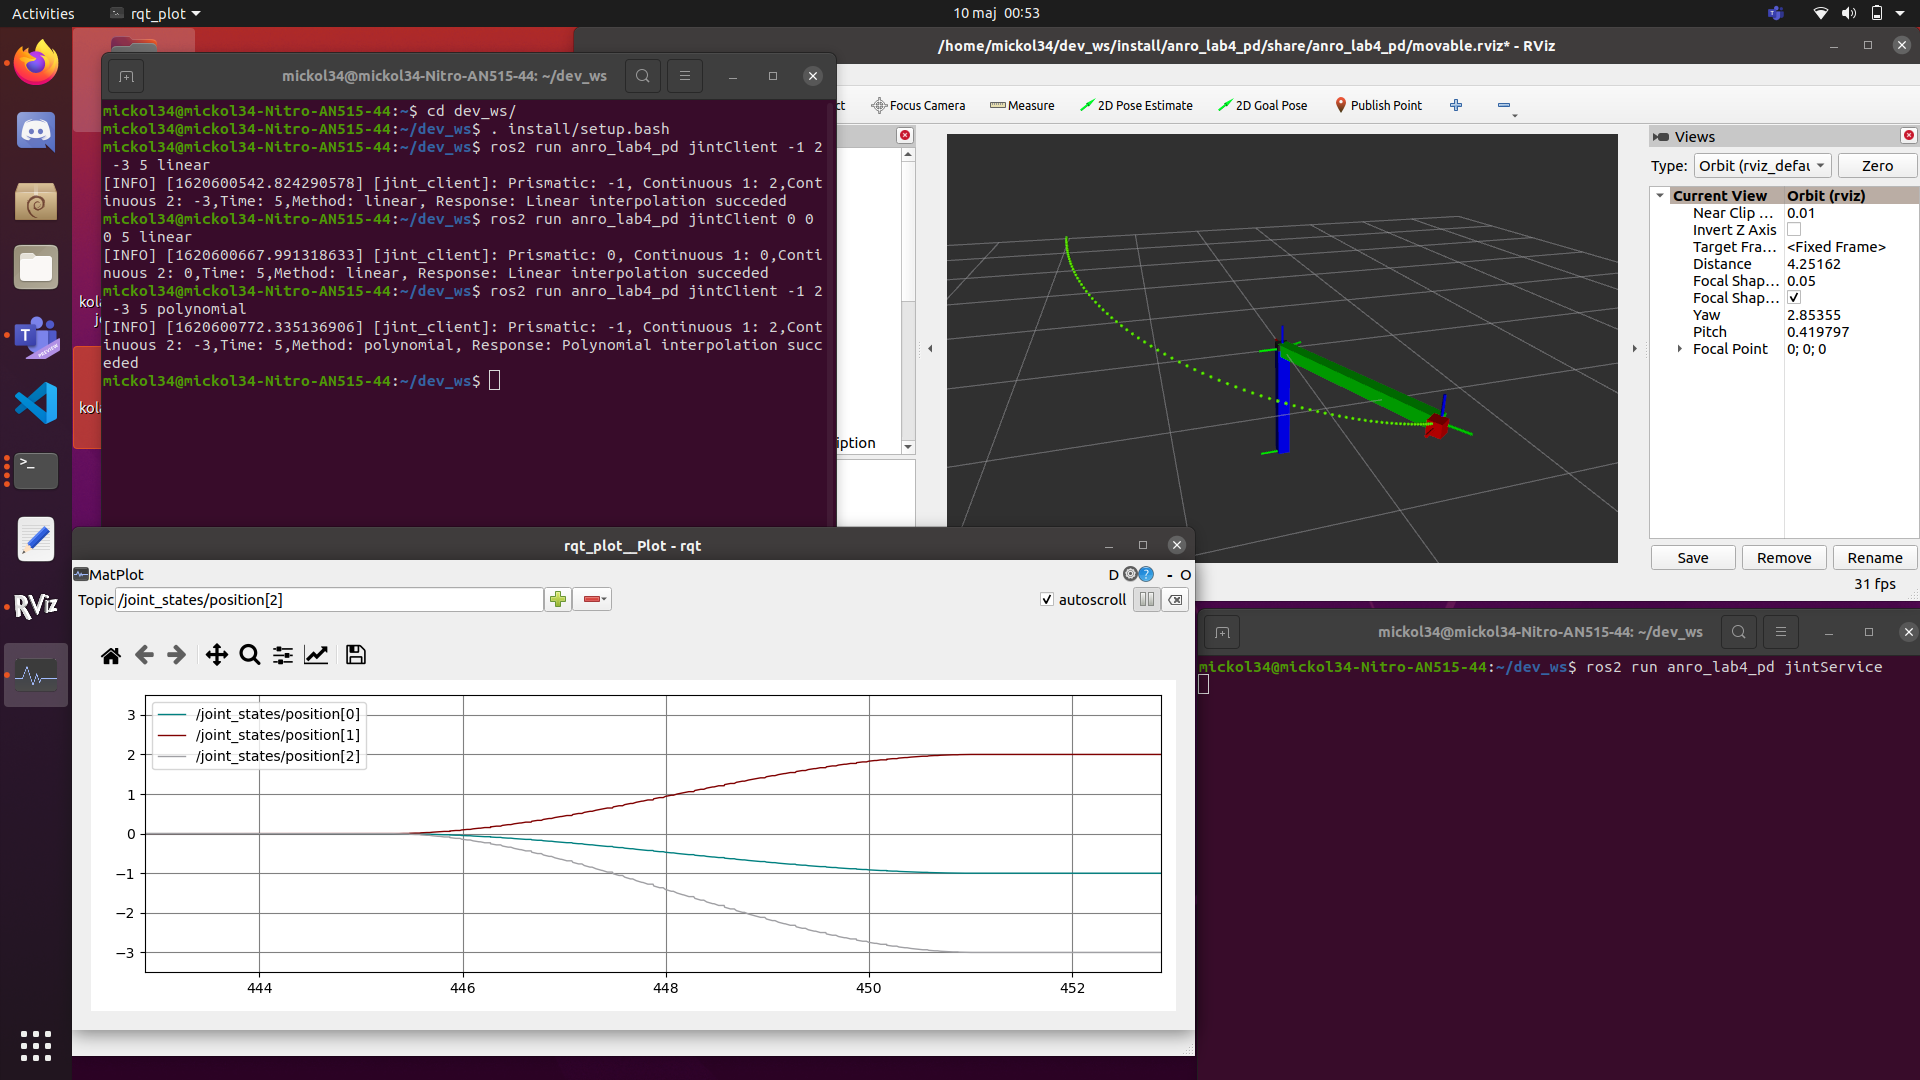 Activities
rqt_plot
10 maj 00:53
mickol34@mickol34-Nitro-AN515-44: ~/dev_ws
mickol34@mickol34-Nitro-AN515-44:~$ cd dev_ws/
mickol34@mickol34-Nitro-AN515-44:~/dev_ws$ . install/setup.bash
mickol34@mickol34-Nitro-AN515-44:~/dev_ws$ ros2 run anro_lab4_pd jintClient -1 2
-3 5 linear
[INFO] [1620600542.824290578] [jint_client]: Prismatic: -1, Continuous 1: 2,Cont
inuous 2: -3,Time: 5,Method: linear, Response: Linear interpolation succeded
mickol34@mickol34-Nitro-AN515-44:~/dev_ws$ ros2 run anro_lab4_pd jintClient 0 0
0 5 linear
[INFO] [1620600667.991318633] [jint_client]: Prismatic: 0, Continuous 1: 0,Conti
nuous 2: 0,Time: 5,Method: linear, Response: Linear interpolation succeded
mickol34@mickol34-Nitro-AN515-44:~/dev_ws$ ros2 run anro_lab4_pd jintClient -1 2
-3 5 polynomial
[INFO] [1620600772.335136906] [jint_client]: Prismatic: -1, Continuous 1: 2,Cont
inuous 2: -3,Time: 5,Method: polynomial, Response: Polynomial interpolation succ
eded
mickol34@mickol34-Nitro-AN515-44:~/dev_ws$
/home/mickol34/dev_ws/install/anro_lab4_pd/share/anro_lab4_pd/movable.rviz* - RViz
ct
Focus Camera
Measure
2D Pose Estimate
2D Goal Pose
Publish Point
iption
Views
Type:
Orbit (rviz_defau
Zero
Current View
Orbit (rviz)
Near Clip …
0.01
Invert Z Axis
Target Fra…
<Fixed Frame>
Distance
4.25162
Focal Shap…
0.05
Focal Shap…
Yaw
2.85355
Pitch
0.419797
Focal Point
0; 0; 0
Save
Remove
Rename
31 fps
kola
j
kola
RViz
rqt_plot__Plot - rqt
MatPlot
D
?
- O
Topic
/joint_states/position[2]
autoscroll
/joint_states/position[0]
/joint_states/position[1]
/joint_states/position[2]
3
2
1
0
−1
−2
−3
444
446
448
450
452
mickol34@mickol34-Nitro-AN515-44: ~/dev_ws
mickol34@mickol34-Nitro-AN515-44:~/dev_ws$ ros2 run anro_lab4_pd jintService